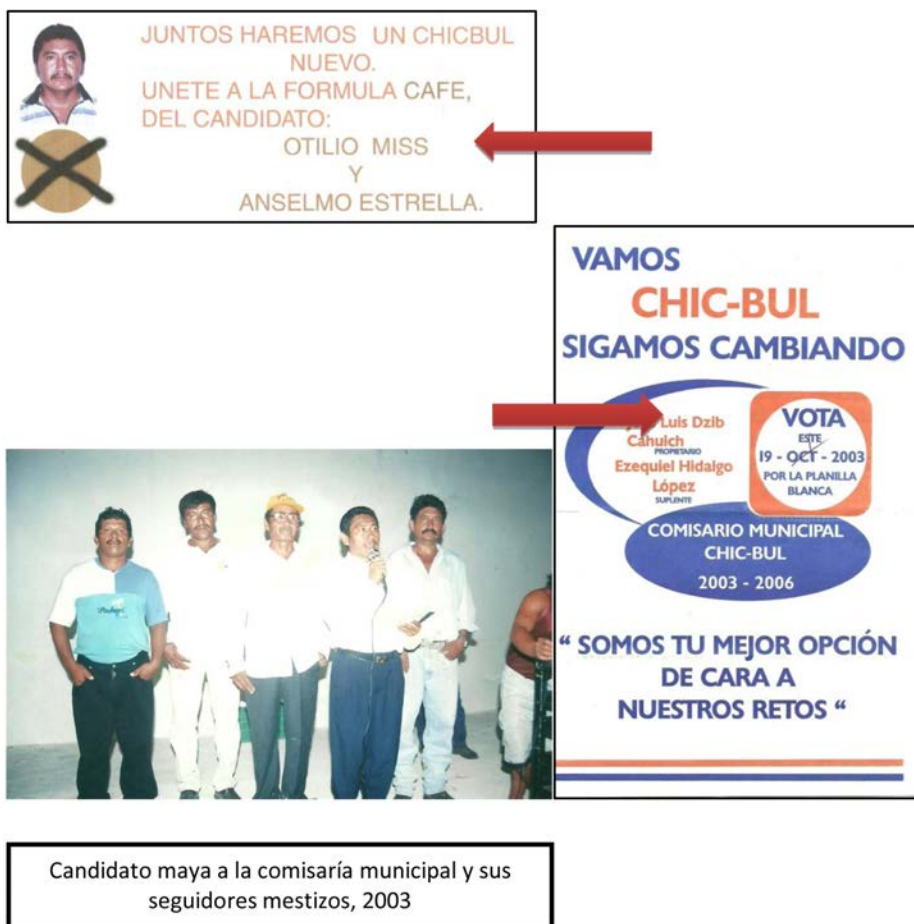 JUNTOS HAREMOS UN CHICBUL
NUEVO.
UNETE A LA FORMULA CAFE,
DEL CANDIDATO:
OTILIO MISS
Y
ANSELMO ESTRELLA.
VAMOS
CHIC-BUL
SIGAMOS CAMBIANDO
Luis Dzib
Cahuich
PROPIETARIO
Ezequiel Hidalgo
López
SUPLENTE
VOTA
ESTE
19 - OCT - 2003
POR LA PLANILLA
BLANCA
COMISARIO MUNICIPAL
CHIC-BUL
2003 - 2006
“ SOMOS TU MEJOR OPCIÓN
DE CARA A
NUESTROS RETOS “
Candidato maya a la comisaría municipal y sus
seguidores mestizos, 2003